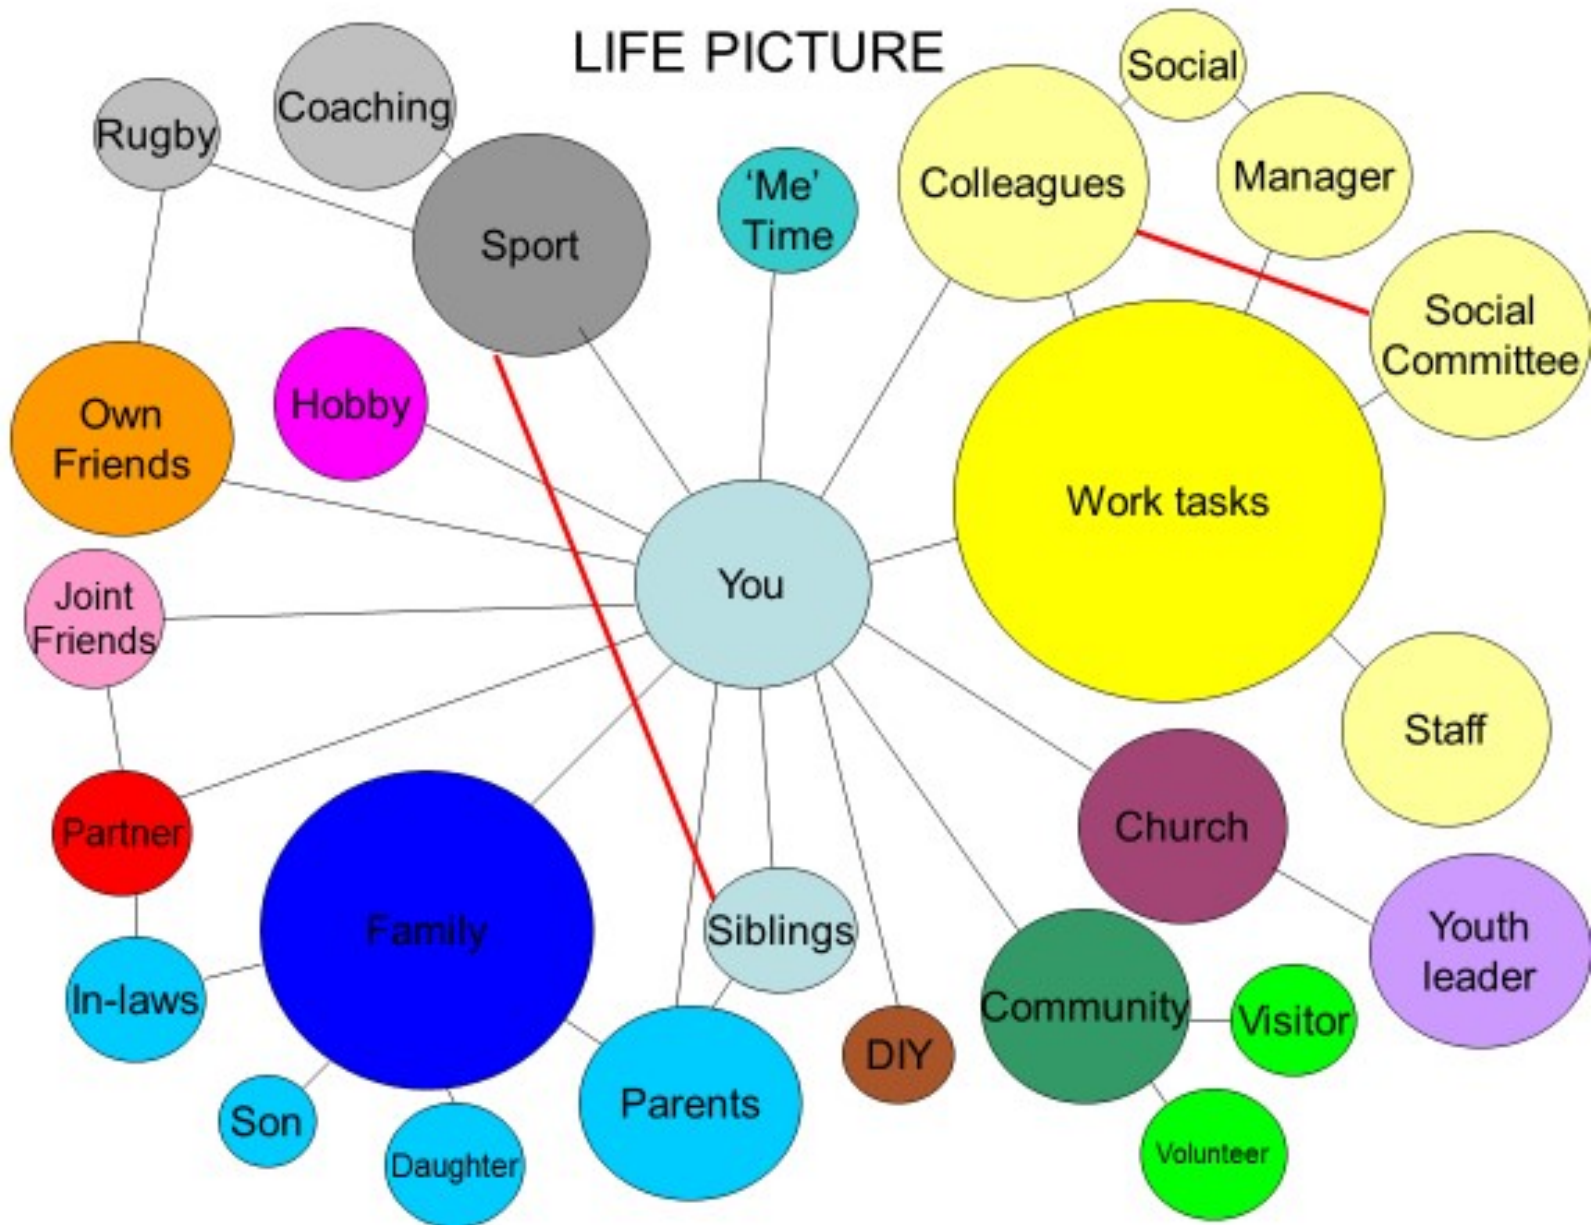 LIFE PICTURE
Social
Coaching
Rugby
'Me'
Time
Colleagues
Manager
Sport
Social
Committee
Hobby
Own
Friends
Work tasks
You
Joint
Friends
Staff
Partner
Church
Family
Siblings
Youth
leader
In-laws
Community
Visitor
DIY
Parents
Son
Daughter
Volunteer